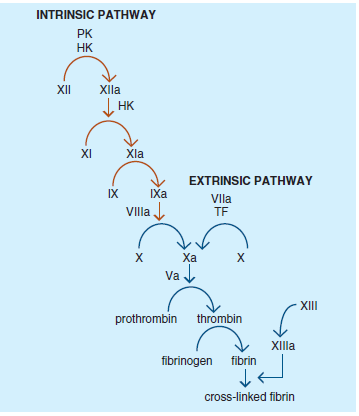 INTRINSIC PATHWAY
PK
HK
XII XIIa
HK
XI XIa
EXTRINSIC PATHWAY
IX IXa VIIa
VIIIa TF
X Xa X
Va
XIII
prothrombin thrombin
XIIIa
fibrinogen fibrin
cross-linked fibrin